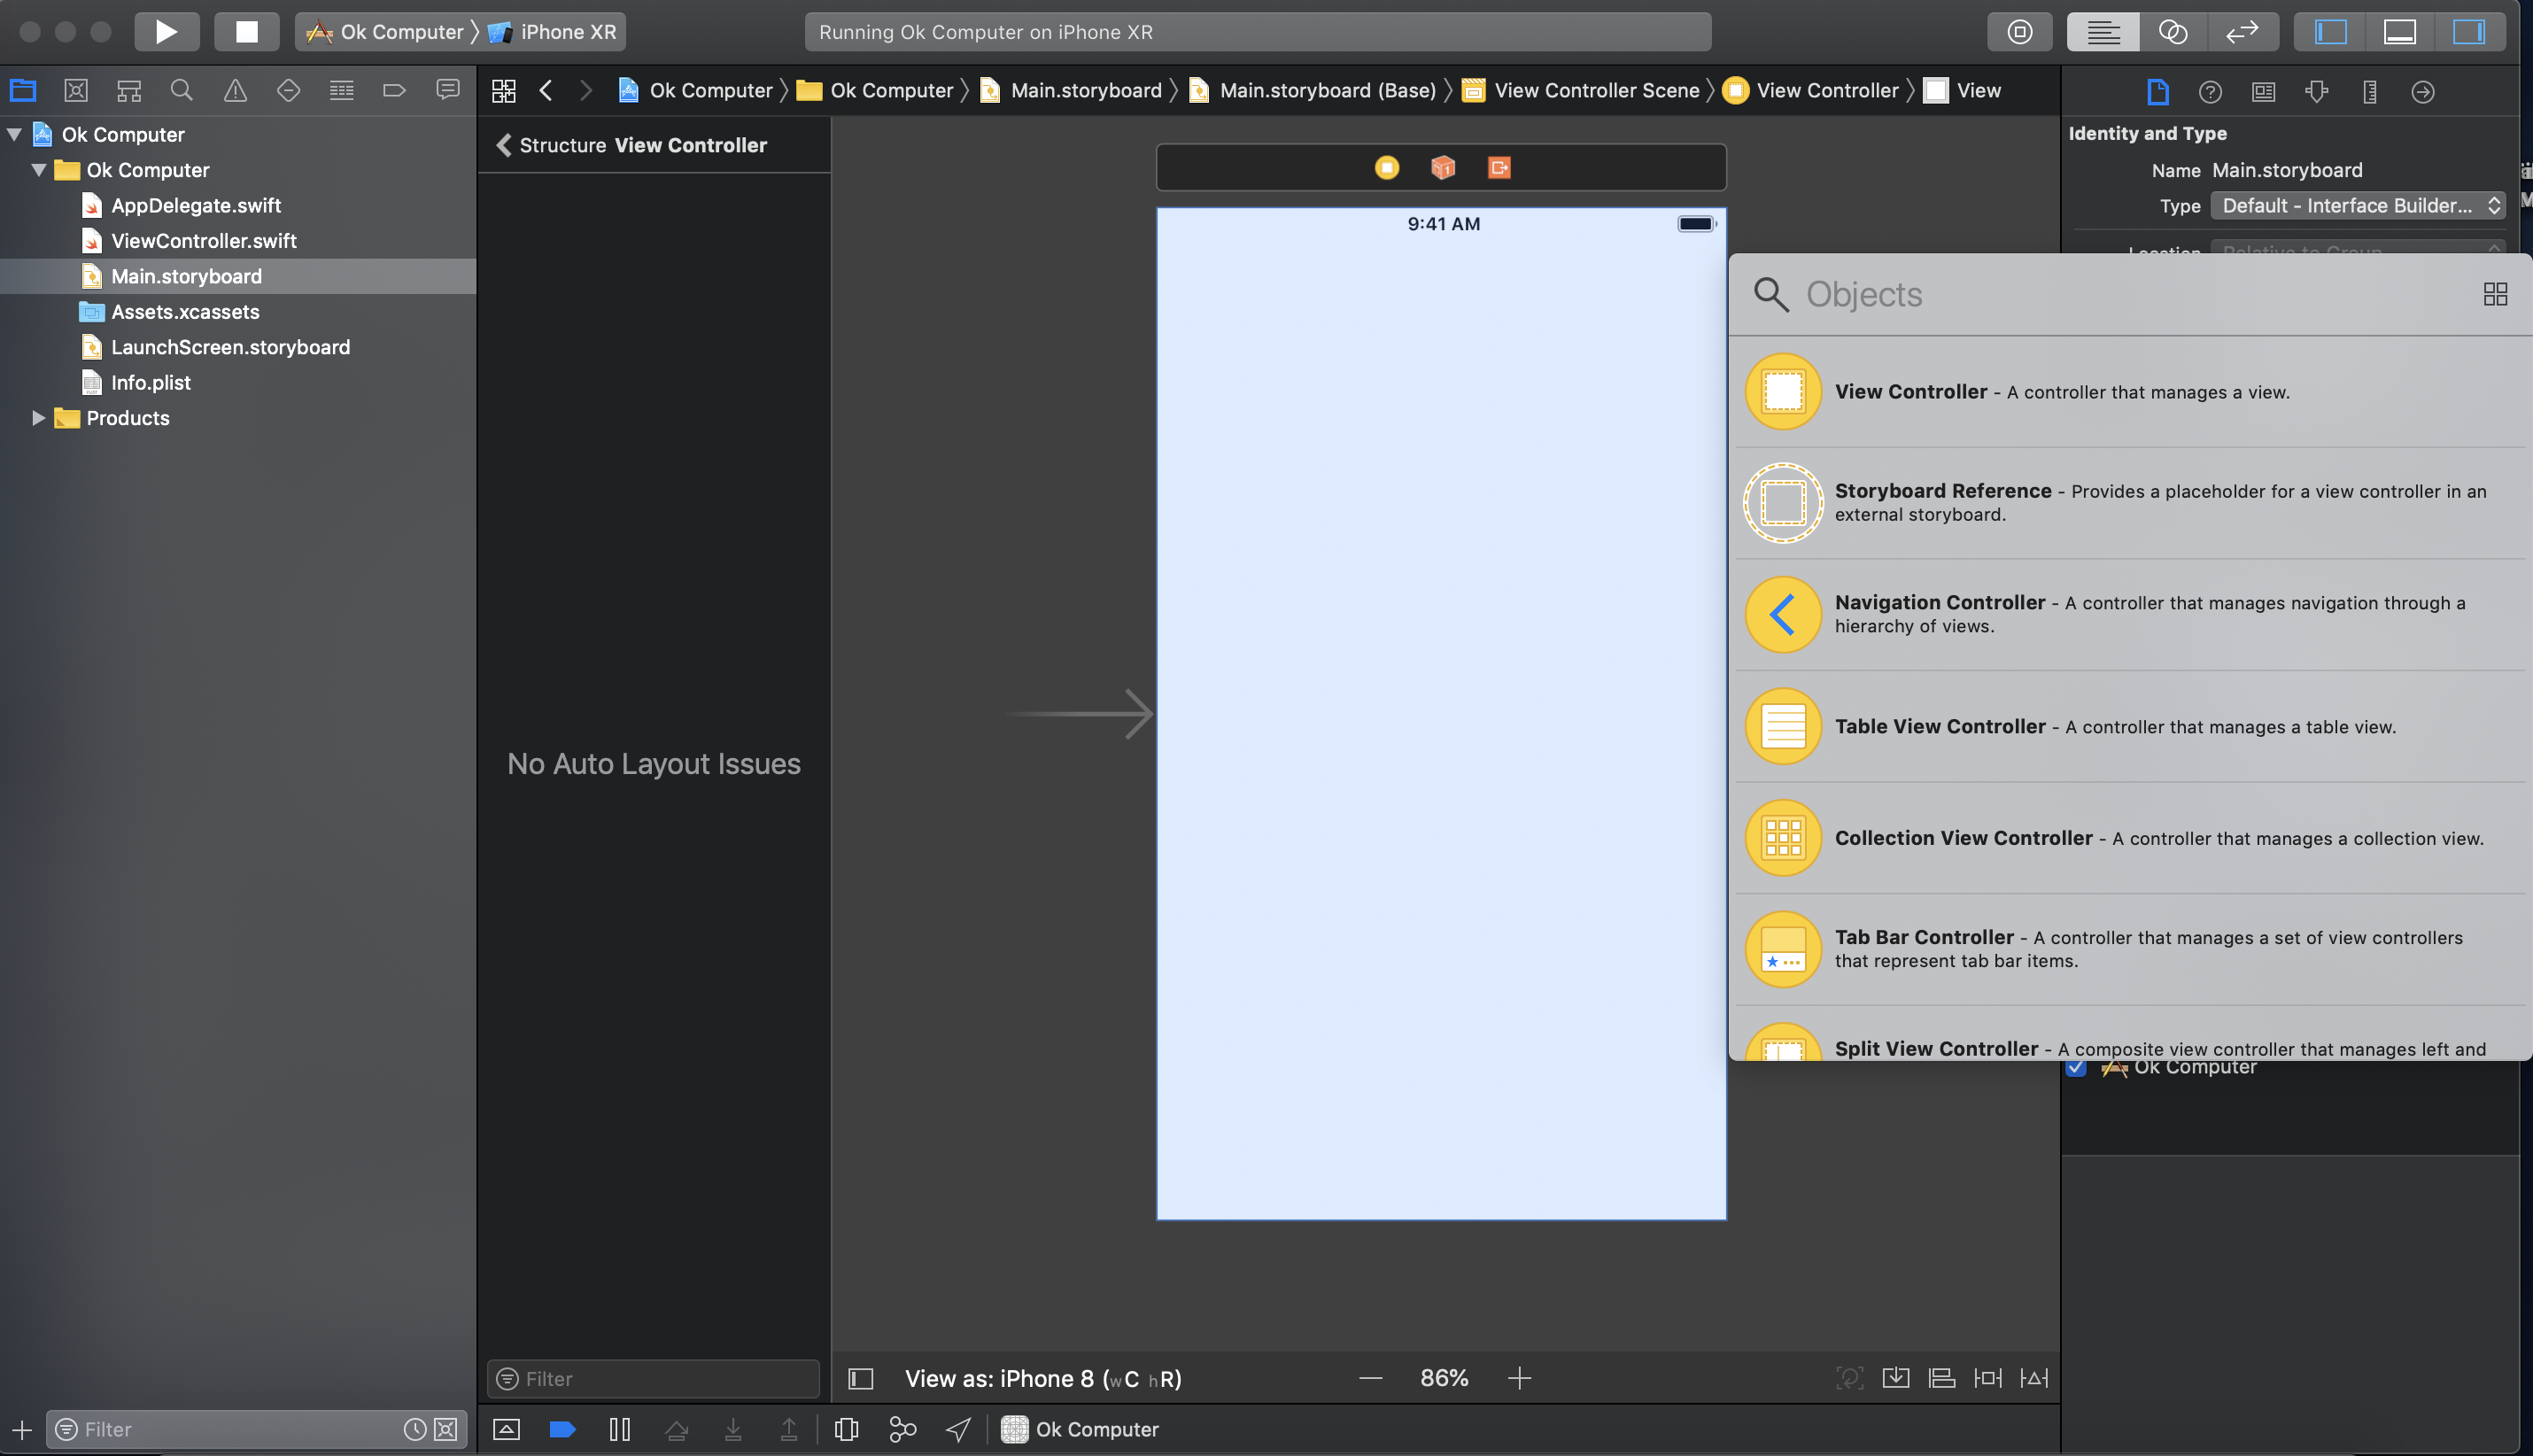 Ok Computer
iPhone XR
Running Ok Computer on iPhone XR
Ok Computer
Ok Computer
Main.storyboard
Main.storyboard (Base)
View Controller Scene
View Controller
View
Ok Computer
Ok Computer
AppDelegate.swift
ViewController.swift
Main.storyboard
Assets.xcassets
LaunchScreen.storyboard
Info.plist
Products
Filter
Structure View Controller
No Auto Layout Issues
Filter
9:41 AM
View as: iPhone 8 (wC hR)
86%
Ok Computer
Identity and Type
Name Main.storyboard
Type Default - Interface Builder...
Location Relative to Group
Objects
View Controller - A controller that manages a view.
Storyboard Reference - Provides a placeholder for a view controller in an
external storyboard.
Navigation Controller - A controller that manages navigation through a
hierarchy of views.
Table View Controller - A controller that manages a table view.
Collection View Controller - A controller that manages a collection view.
Tab Bar Controller - A controller that manages a set of view controllers
that represent tab bar items.
Split View Controller - A composite view controller that manages left and
Ok Computer